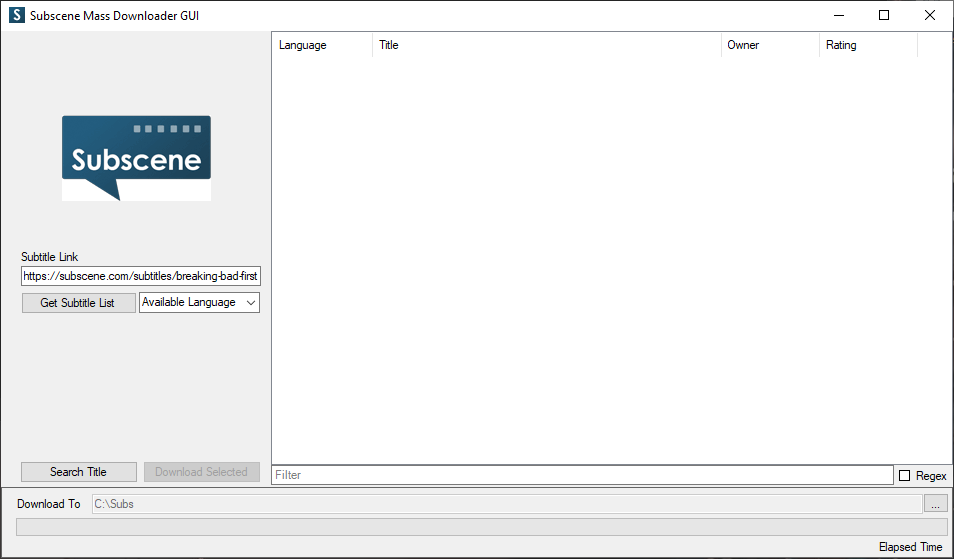 S Subscene Mass Downloader GUI
Language Title Owner Rating
Subscene
Subtitle Link
https://subscene.com/subtitles/breaking-bad-first
Get Subtitle List Available Language
Search Title Download Selected
Filter Regex
Download To C:\Subs ...
Elapsed Time